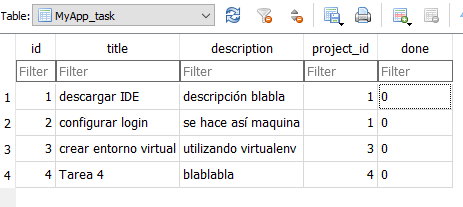 Table: MyApp_task
id title description project_id done
Filter Filter Filter Filter Filter
1 1 descargar IDE descripción blabla 1 0
2 2 configurar login se hace así maquina 1 0
3 3 crear entorno virtual utilizando virtualenv 3 0
4 4 Tarea 4 blablabla 4 0